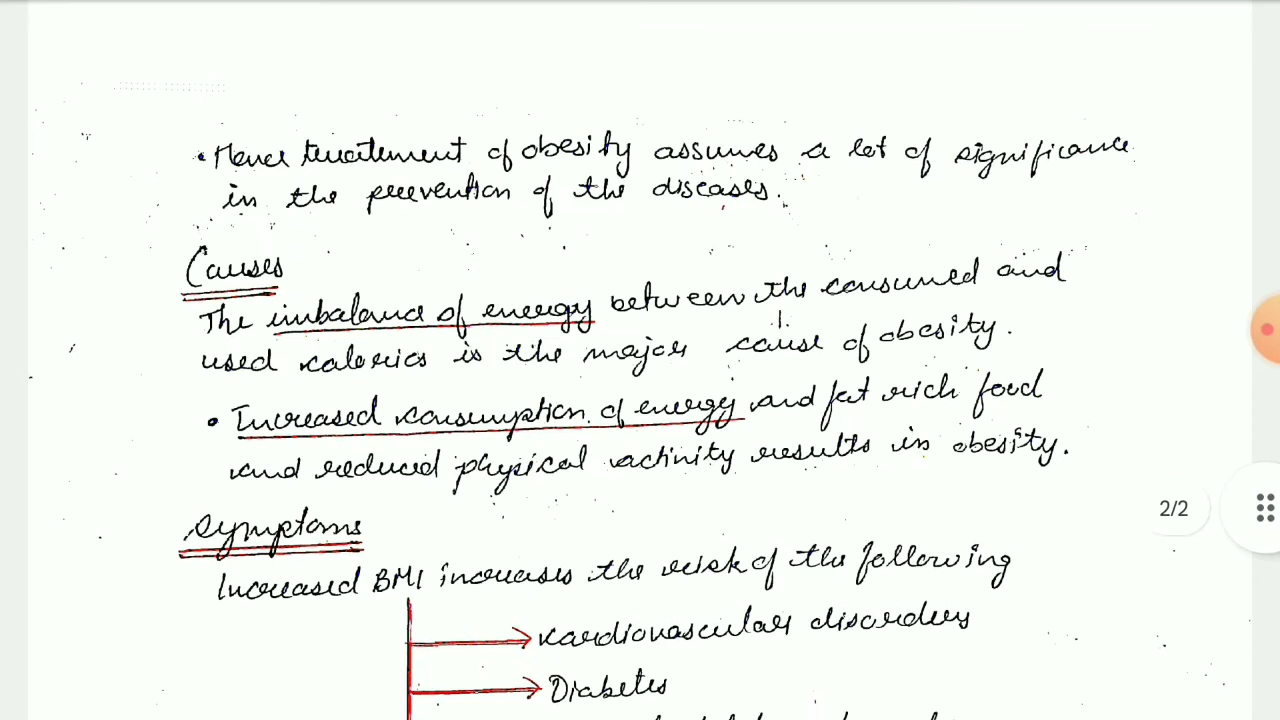 • Hence treatement of obesity assumes a lot of significance
in the prevention of the diseases.
Causes
The imbalance of energy between the consumed and
used calories is the major cause of obesity.
• Increased consumption of energy and fat rich food
and reduced physical activity results in obesity.
Symptoms
Increased BMI increases the risk of the following
Cardiovascular disorders
Diabetes
2/2